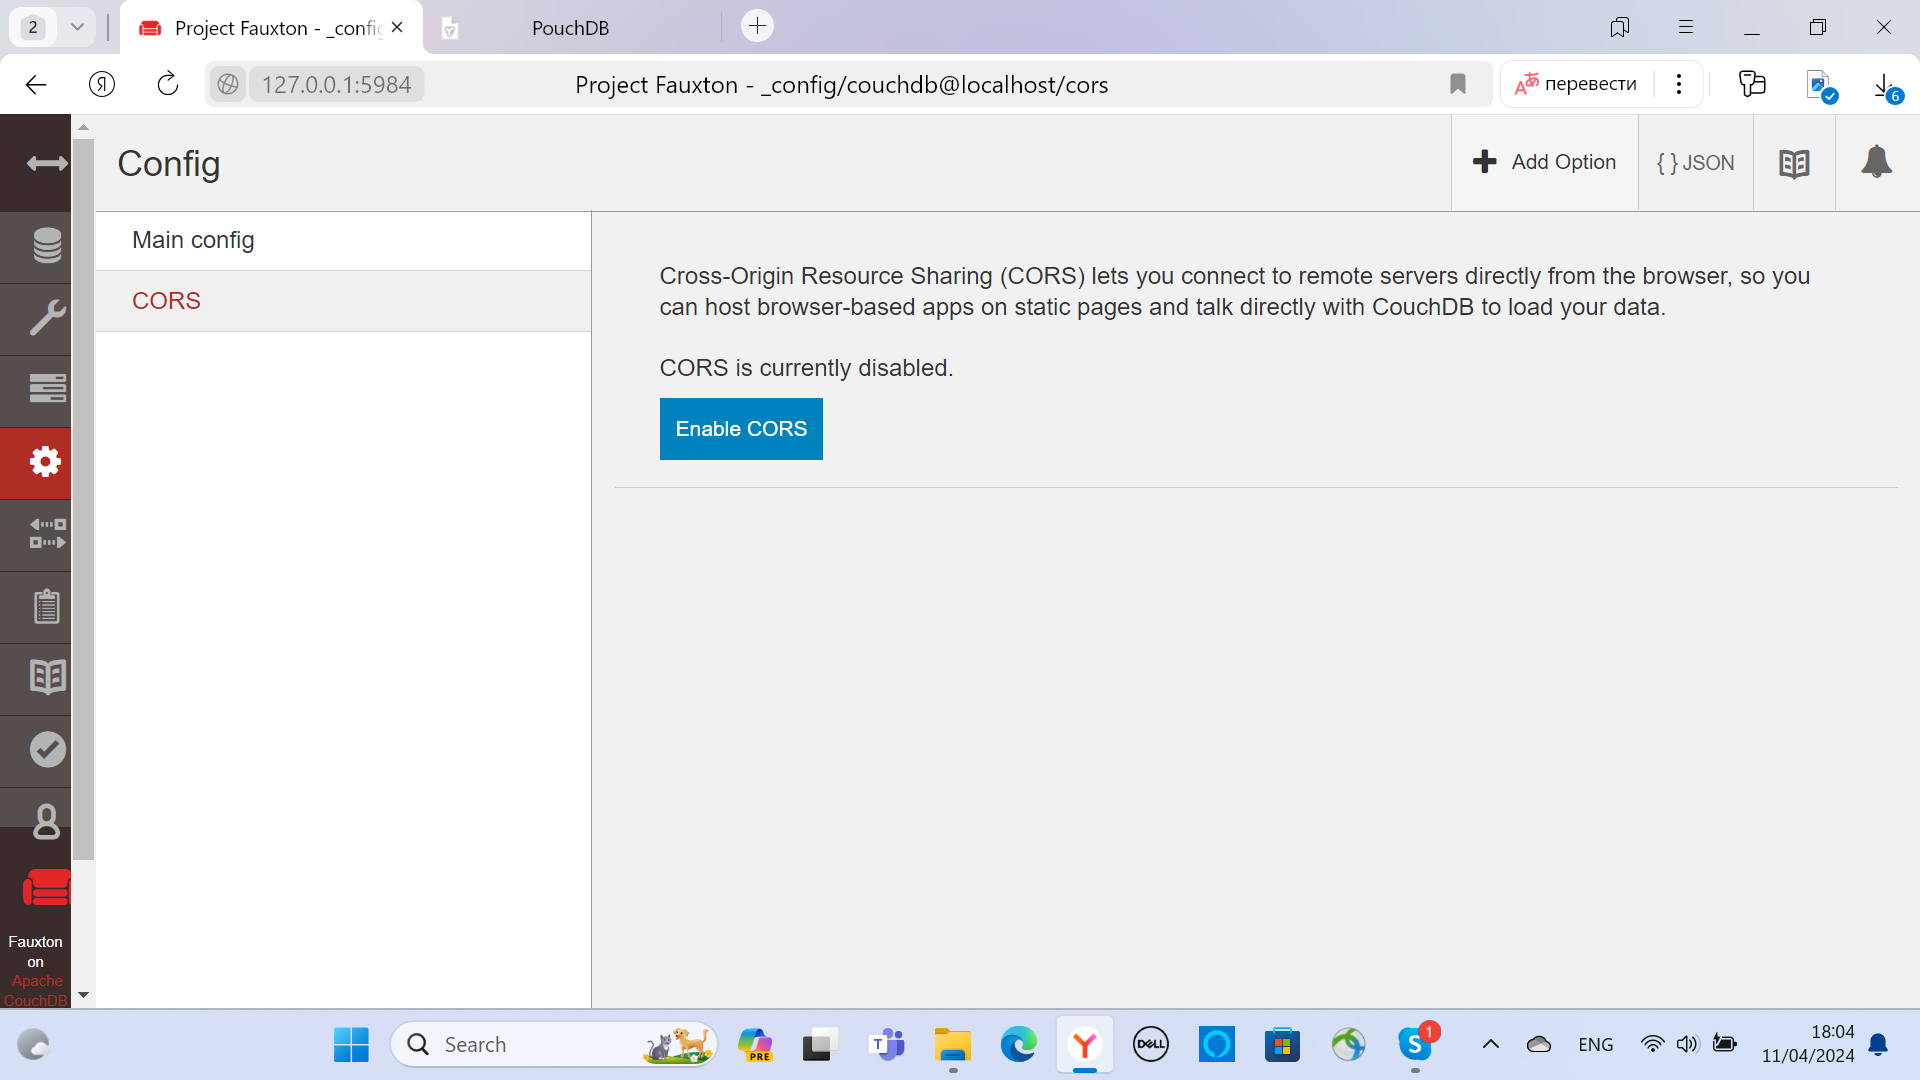 2
Project Fauxton - _confi
PouchDB
Я
127.0.0.1:5984
Project Fauxton - _config/couchdb@localhost/cors
перевести
6
Config
Add Option
{ } JSON
Main config
CORS
Cross-Origin Resource Sharing (CORS) lets you connect to remote servers directly from the browser, so you
can host browser-based apps on static pages and talk directly with CouchDB to load your data.
CORS is currently disabled.
Enable CORS
Fauxton
on
Apache
CouchDB
Search
PRE
T
Y
DELL
S
1
ENG
18:04
11/04/2024